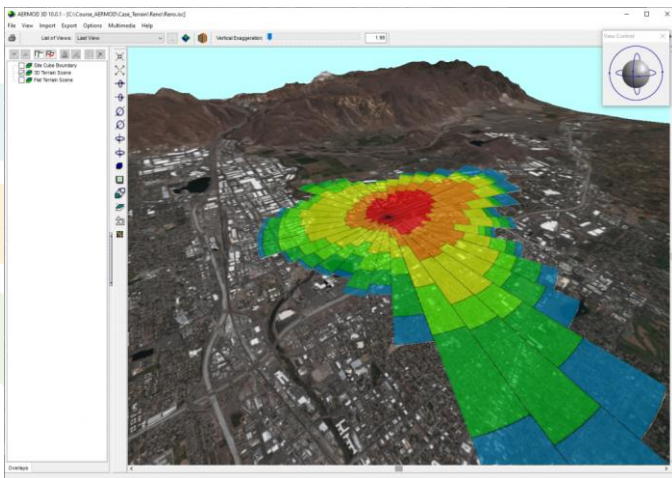 AERMOD 3D 10.0.1 - [C:\Course_AERMOD\Case_Terrain\Reno\Reno.isc]
File View Import Export Options Multimedia Help
List of Views: Last View ... Vertical Exaggeration: 1.99
View Control
Site Cube Boundary
3D Terrain Scene
Flat Terrain Scene
Overlays